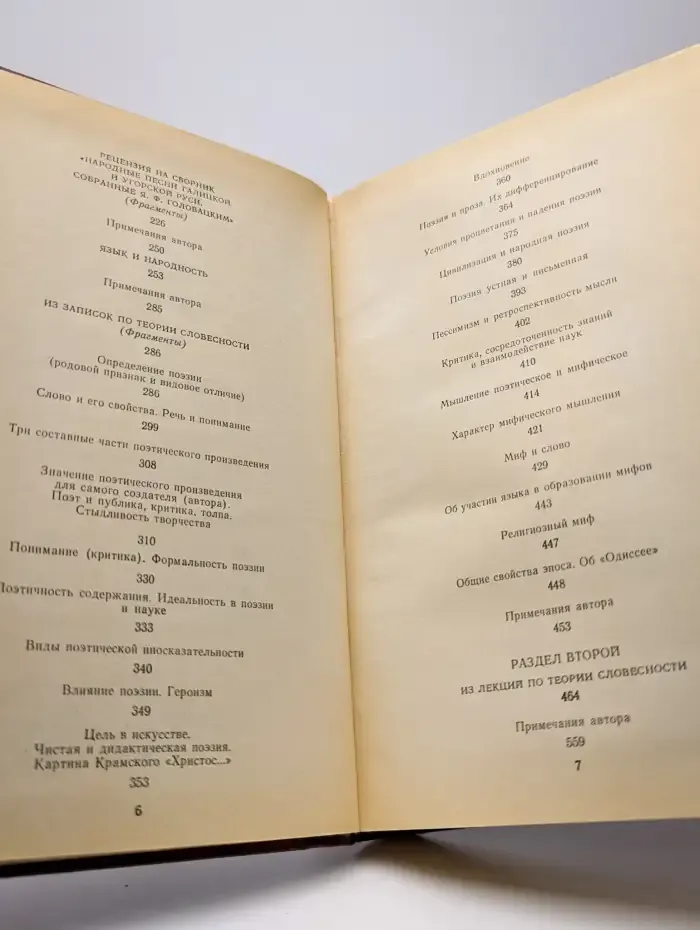 РЕЦЕНЗИЯ НА СБОРНИК
«НАРОДНЫЕ ПЕСНИ ГАЛИЦКОЙ
И УГОРСКОЙ РУСИ,
СОБРАННЫЕ Я. Ф. ГОЛОВАЦКИМ»
(Фрагменты)
226
Примечания автора
250
ЯЗЫК И НАРОДНОСТЬ
253
Примечания автора
285
ИЗ ЗАПИСОК ПО ТЕОРИИ СЛОВЕСНОСТИ
(Фрагменты)
286
Определение поэзии
(родовой признак и видовое отличие)
286
Слово и его свойства. Речь и понимание
299
Три составные части поэтического произведения
308
Значение поэтического произведения
для самого создателя (автора).
Поэт и публика, критика, толпа.
Стыдливость творчества
310
Понимание (критика). Формальность поэзии
330
Поэтичность содержания. Идеальность в поэзии
и науке
333
Виды поэтической иносказательности
340
Влияние поэзии. Героизм
349
Цель в искусстве.
Чистая и дидактическая поэзия.
Картина Крамского «Христос...»
353
6
Вдохновение
360
Поэзия и проза. Их дифференцирование
364
Условия процветания и падения поэзии
375
Цивилизация и народная поэзия
380
Поэзия устная и письменная
393
Пессимизм и ретроспективность мысли
402
Критика, сосредоточенность знаний
и взаимодействие наук
410
Мышление поэтическое и мифическое
414
Характер мифического мышления
421
Миф и слово
429
Об участии языка в образовании мифов
443
Религиозный миф
447
Общие свойства эпоса. Об «Одиссее»
448
Примечания автора
453
РАЗДЕЛ ВТОРОЙ
ИЗ ЛЕКЦИЙ ПО ТЕОРИИ СЛОВЕСНОСТИ
464
Примечания автора
559
7